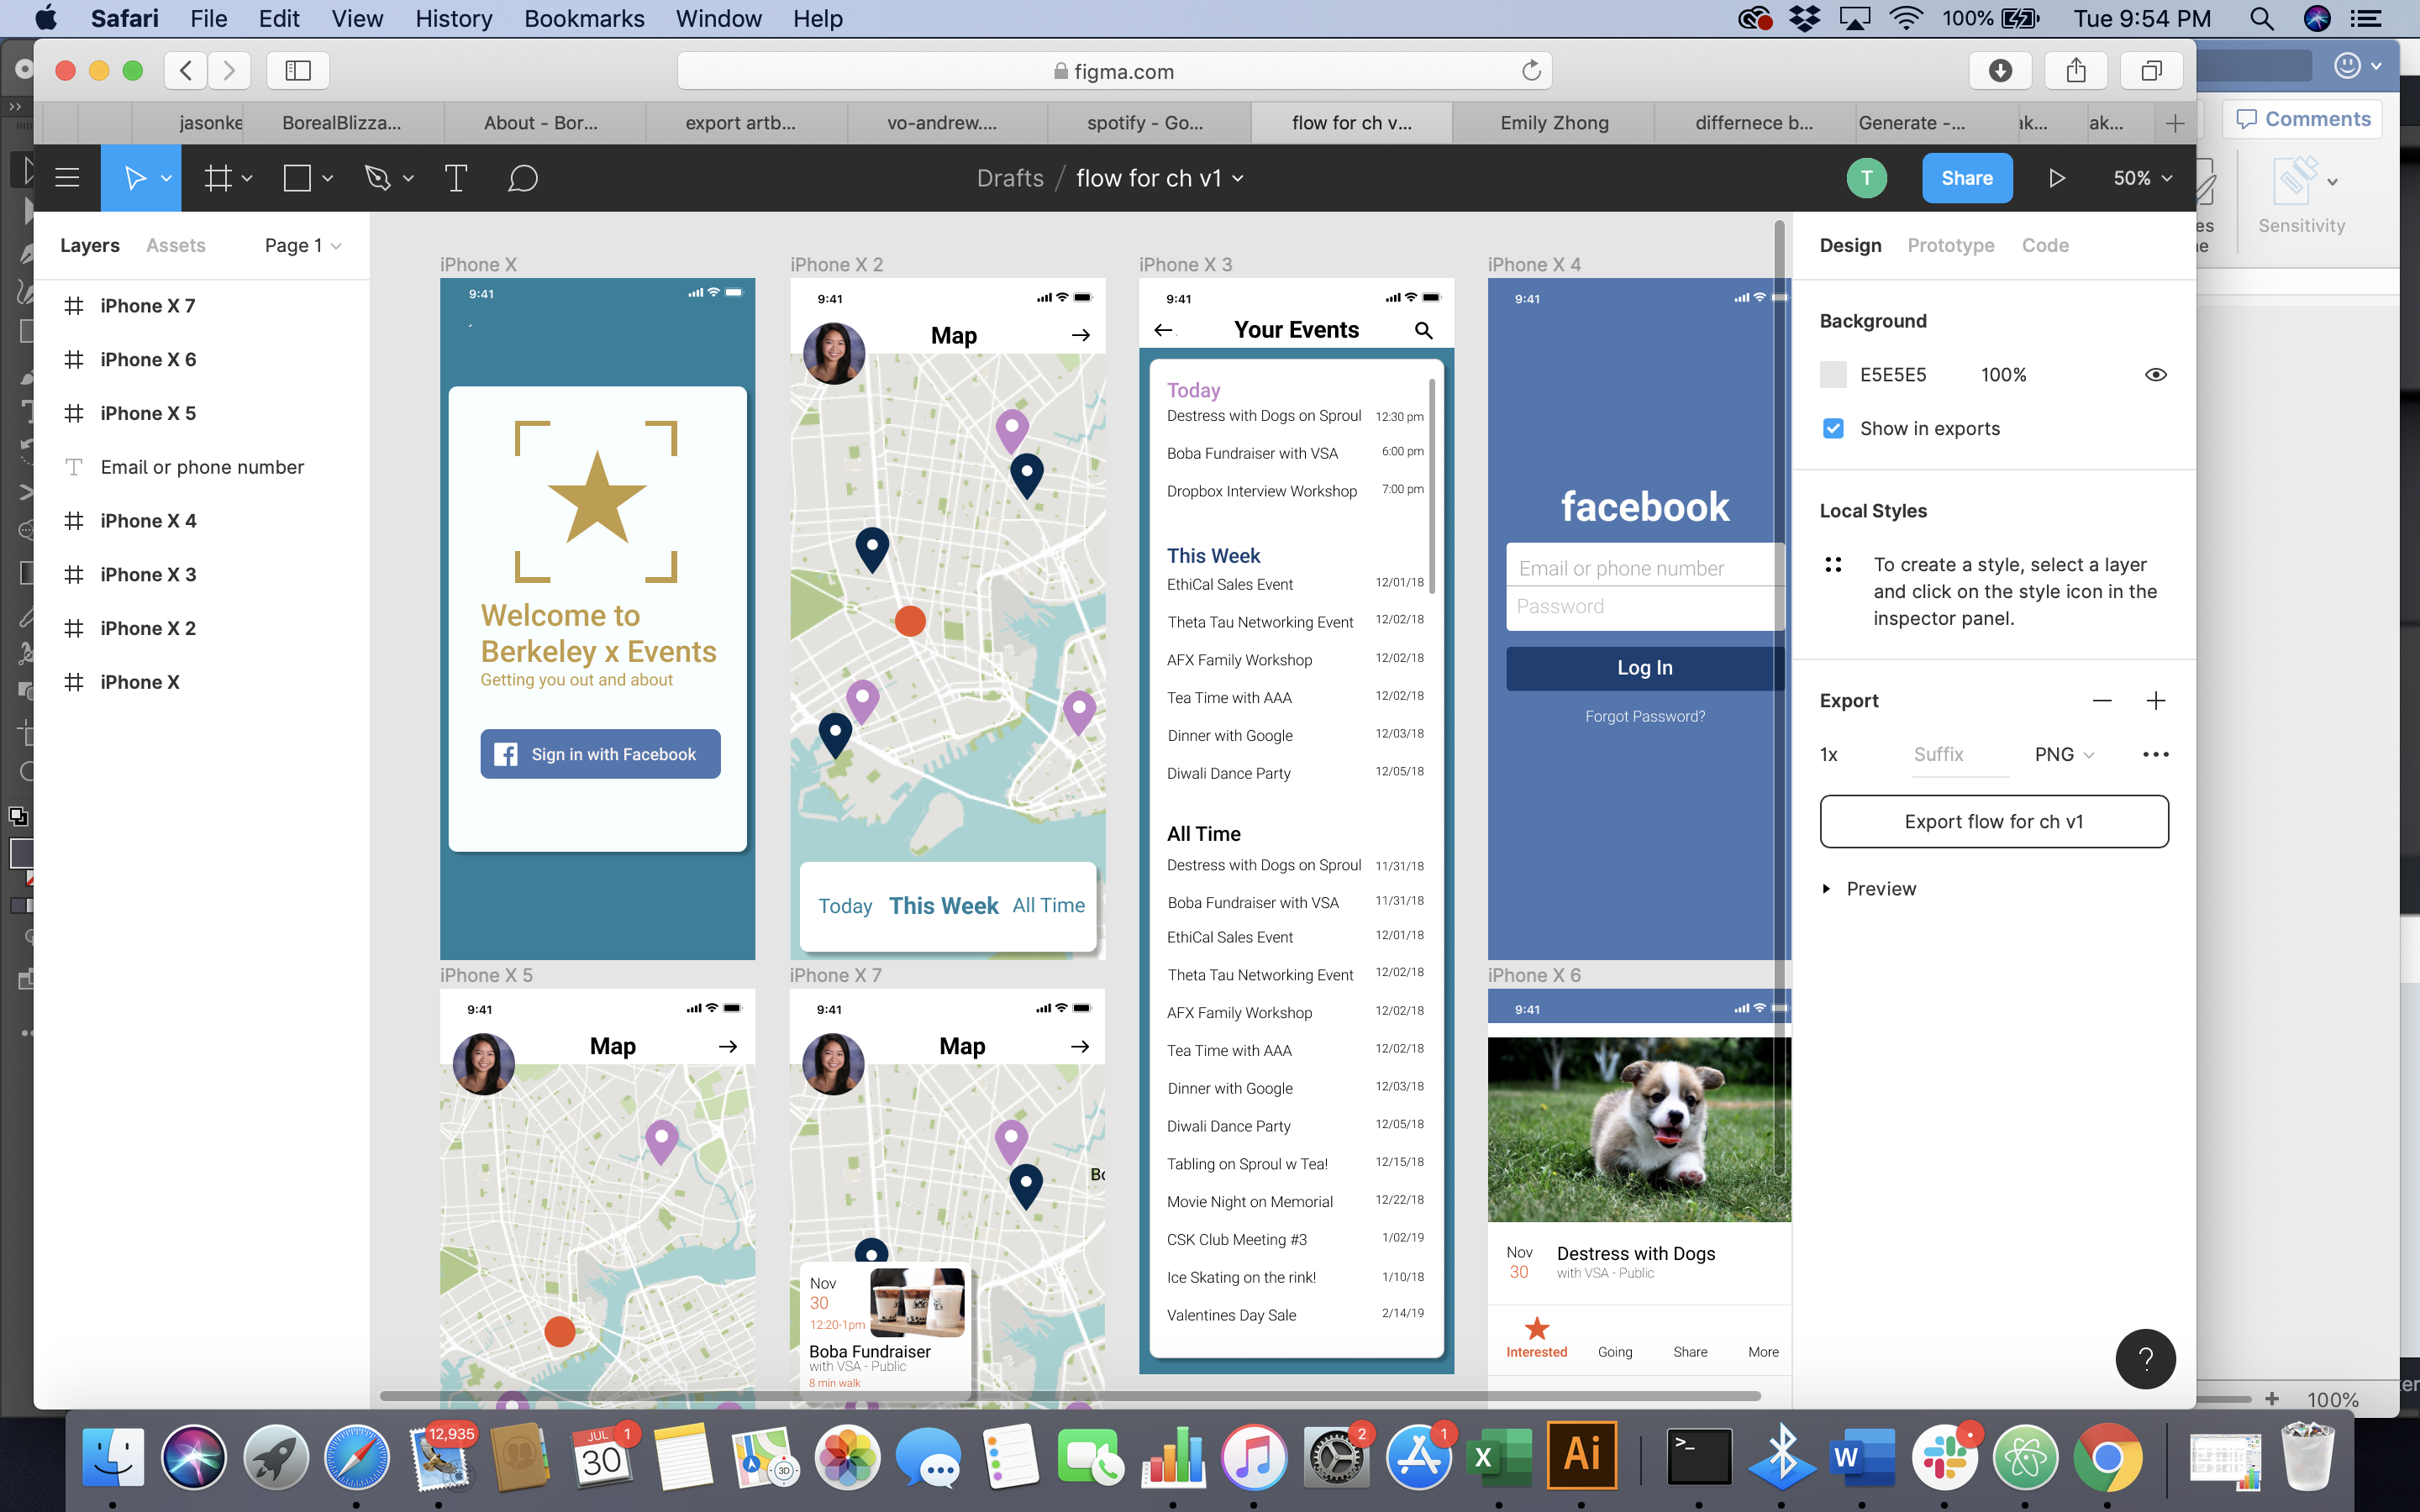 Safari File Edit View History Bookmarks Window Help
100% Tue 9:54 PM
figma.com
jasonke BorealBlizza... About - Bor... export artb... vo-andrew.... spotify - Go... flow for ch v... Emily Zhong differnece b... Generate -... ak... ak...
Comments
Drafts / flow for ch v1
T Share 50%
Sensitivity
es
e
Layers Assets Page 1
iPhone X 7
iPhone X 6
iPhone X 5
Email or phone number
iPhone X 4
iPhone X 3
iPhone X 2
iPhone X
iPhone X
9:41
Welcome to
Berkeley x Events
Getting you out and about
Sign in with Facebook
iPhone X 2
9:41
Map
Today This Week All Time
iPhone X 3
9:41
Your Events
Today
Destress with Dogs on Sproul 12:30 pm
Boba Fundraiser with VSA 6:00 pm
Dropbox Interview Workshop 7:00 pm
This Week
EthiCal Sales Event 12/01/18
Theta Tau Networking Event 12/02/18
AFX Family Workshop 12/02/18
Tea Time with AAA 12/02/18
Dinner with Google 12/03/18
Diwali Dance Party 12/05/18
All Time
Destress with Dogs on Sproul 11/31/18
Boba Fundraiser with VSA 11/31/18
EthiCal Sales Event 12/01/18
Theta Tau Networking Event 12/02/18
AFX Family Workshop 12/02/18
Tea Time with AAA 12/02/18
Dinner with Google 12/03/18
Diwali Dance Party 12/05/18
Tabling on Sproul w Tea! 12/15/18
Movie Night on Memorial 12/22/18
CSK Club Meeting #3 1/02/19
Ice Skating on the rink! 1/10/18
Valentines Day Sale 2/14/19
iPhone X 4
9:41
facebook
Email or phone number
Password
Log In
Forgot Password?
iPhone X 5
9:41
Map
iPhone X 7
9:41
Map
Bo
Nov
30
12:20-1pm
Boba Fundraiser
with VSA - Public
8 min walk
iPhone X 6
9:41
Nov
30
Destress with Dogs
with VSA - Public
Interested Going Share More
Design Prototype Code
Background
E5E5E5 100%
Show in exports
Local Styles
To create a style, select a layer
and click on the style icon in the
inspector panel.
Export
1x Suffix PNG
Export flow for ch v1
Preview
?
100%
12,935
JUL
30
1
3D
2
1
X
Ai
>_
W